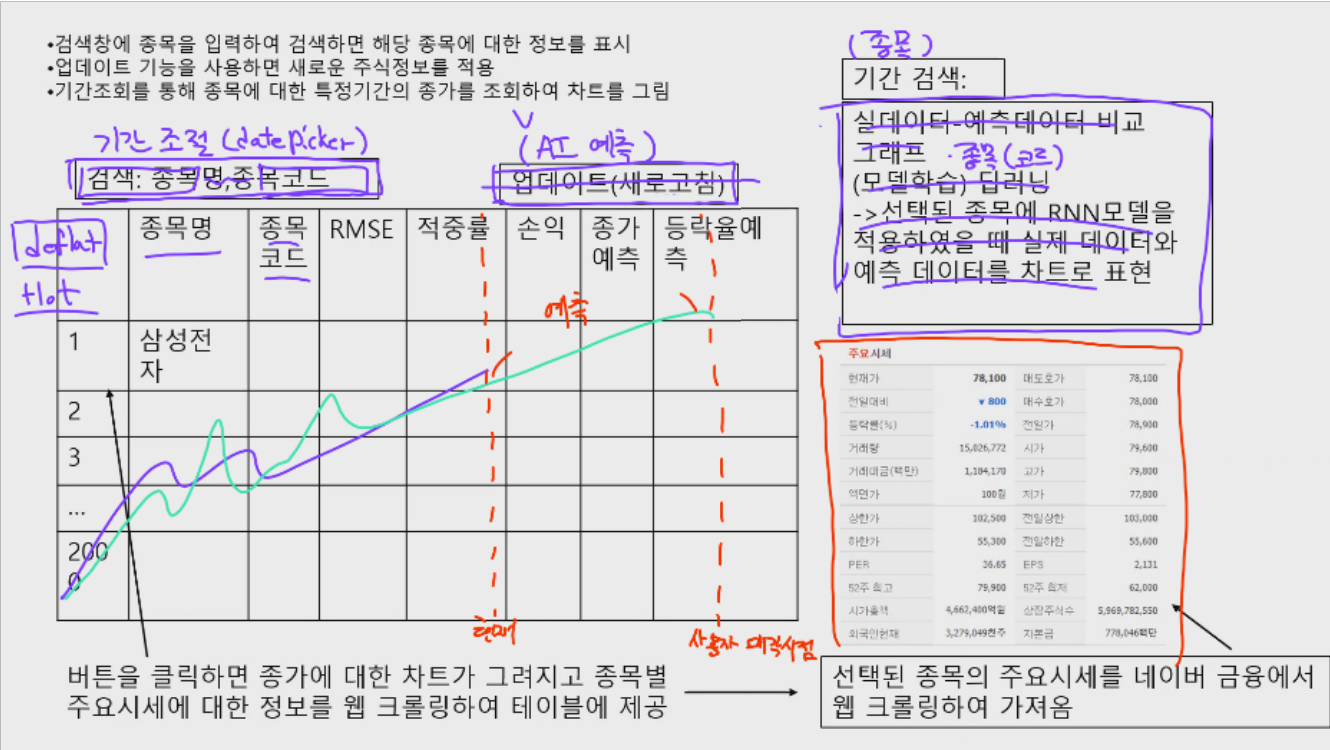 •검색창에 종목을 입력하여 검색하면 해당 종목에 대한 정보를 표시
•업데이트 기능을 사용하면 새로운 주식정보를 적용
•기간조회를 통해 종목에 대한 특정기간의 종가를 조회하여 차트를 그림
(종목)
기간 검색:
기간 조절 (datepicker)
(AI 예측)
검색: 종목명,종목코드
업데이트(새로고침)
실데이터-예측데이터 비교
그래프 · 종목(코드)
(모델학습) 딥러닝
->선택된 종목에 RNN모델을
적용하였을 때 실제 데이터와
예측 데이터를 차트로 표현
종목명 종목 RMSE 적중률 손익 종가 등락율예
코드 예측 측
예측
1 삼성전
자
2
3
...
200
0
현재
사용자
주요시세
현재가 78,100 매도호가 78,100
전일대비 ▼ 800 매수호가 78,000
등락률(%) -1.01% 전일가 78,900
거래량 15,026,772 시가 79,600
거래대금(백만) 1,184,170 고가 79,800
액면가 100원 저가 77,800
상한가 102,500 전일상한 103,000
하한가 55,300 전일하한 55,600
PER 36.65 EPS 2,131
52주 최고 79,900 52주 최저 62,000
시가총액 4,662,400억원 상장주식수 5,969,782,550
외국인현재 3,279,049천주 자본금 778,046백만
버튼을 클릭하면 종가에 대한 차트가 그려지고 종목별
주요시세에 대한 정보를 웹 크롤링하여 테이블에 제공
선택된 종목의 주요시세를 네이버 금융에서
웹 크롤링하여 가져옴